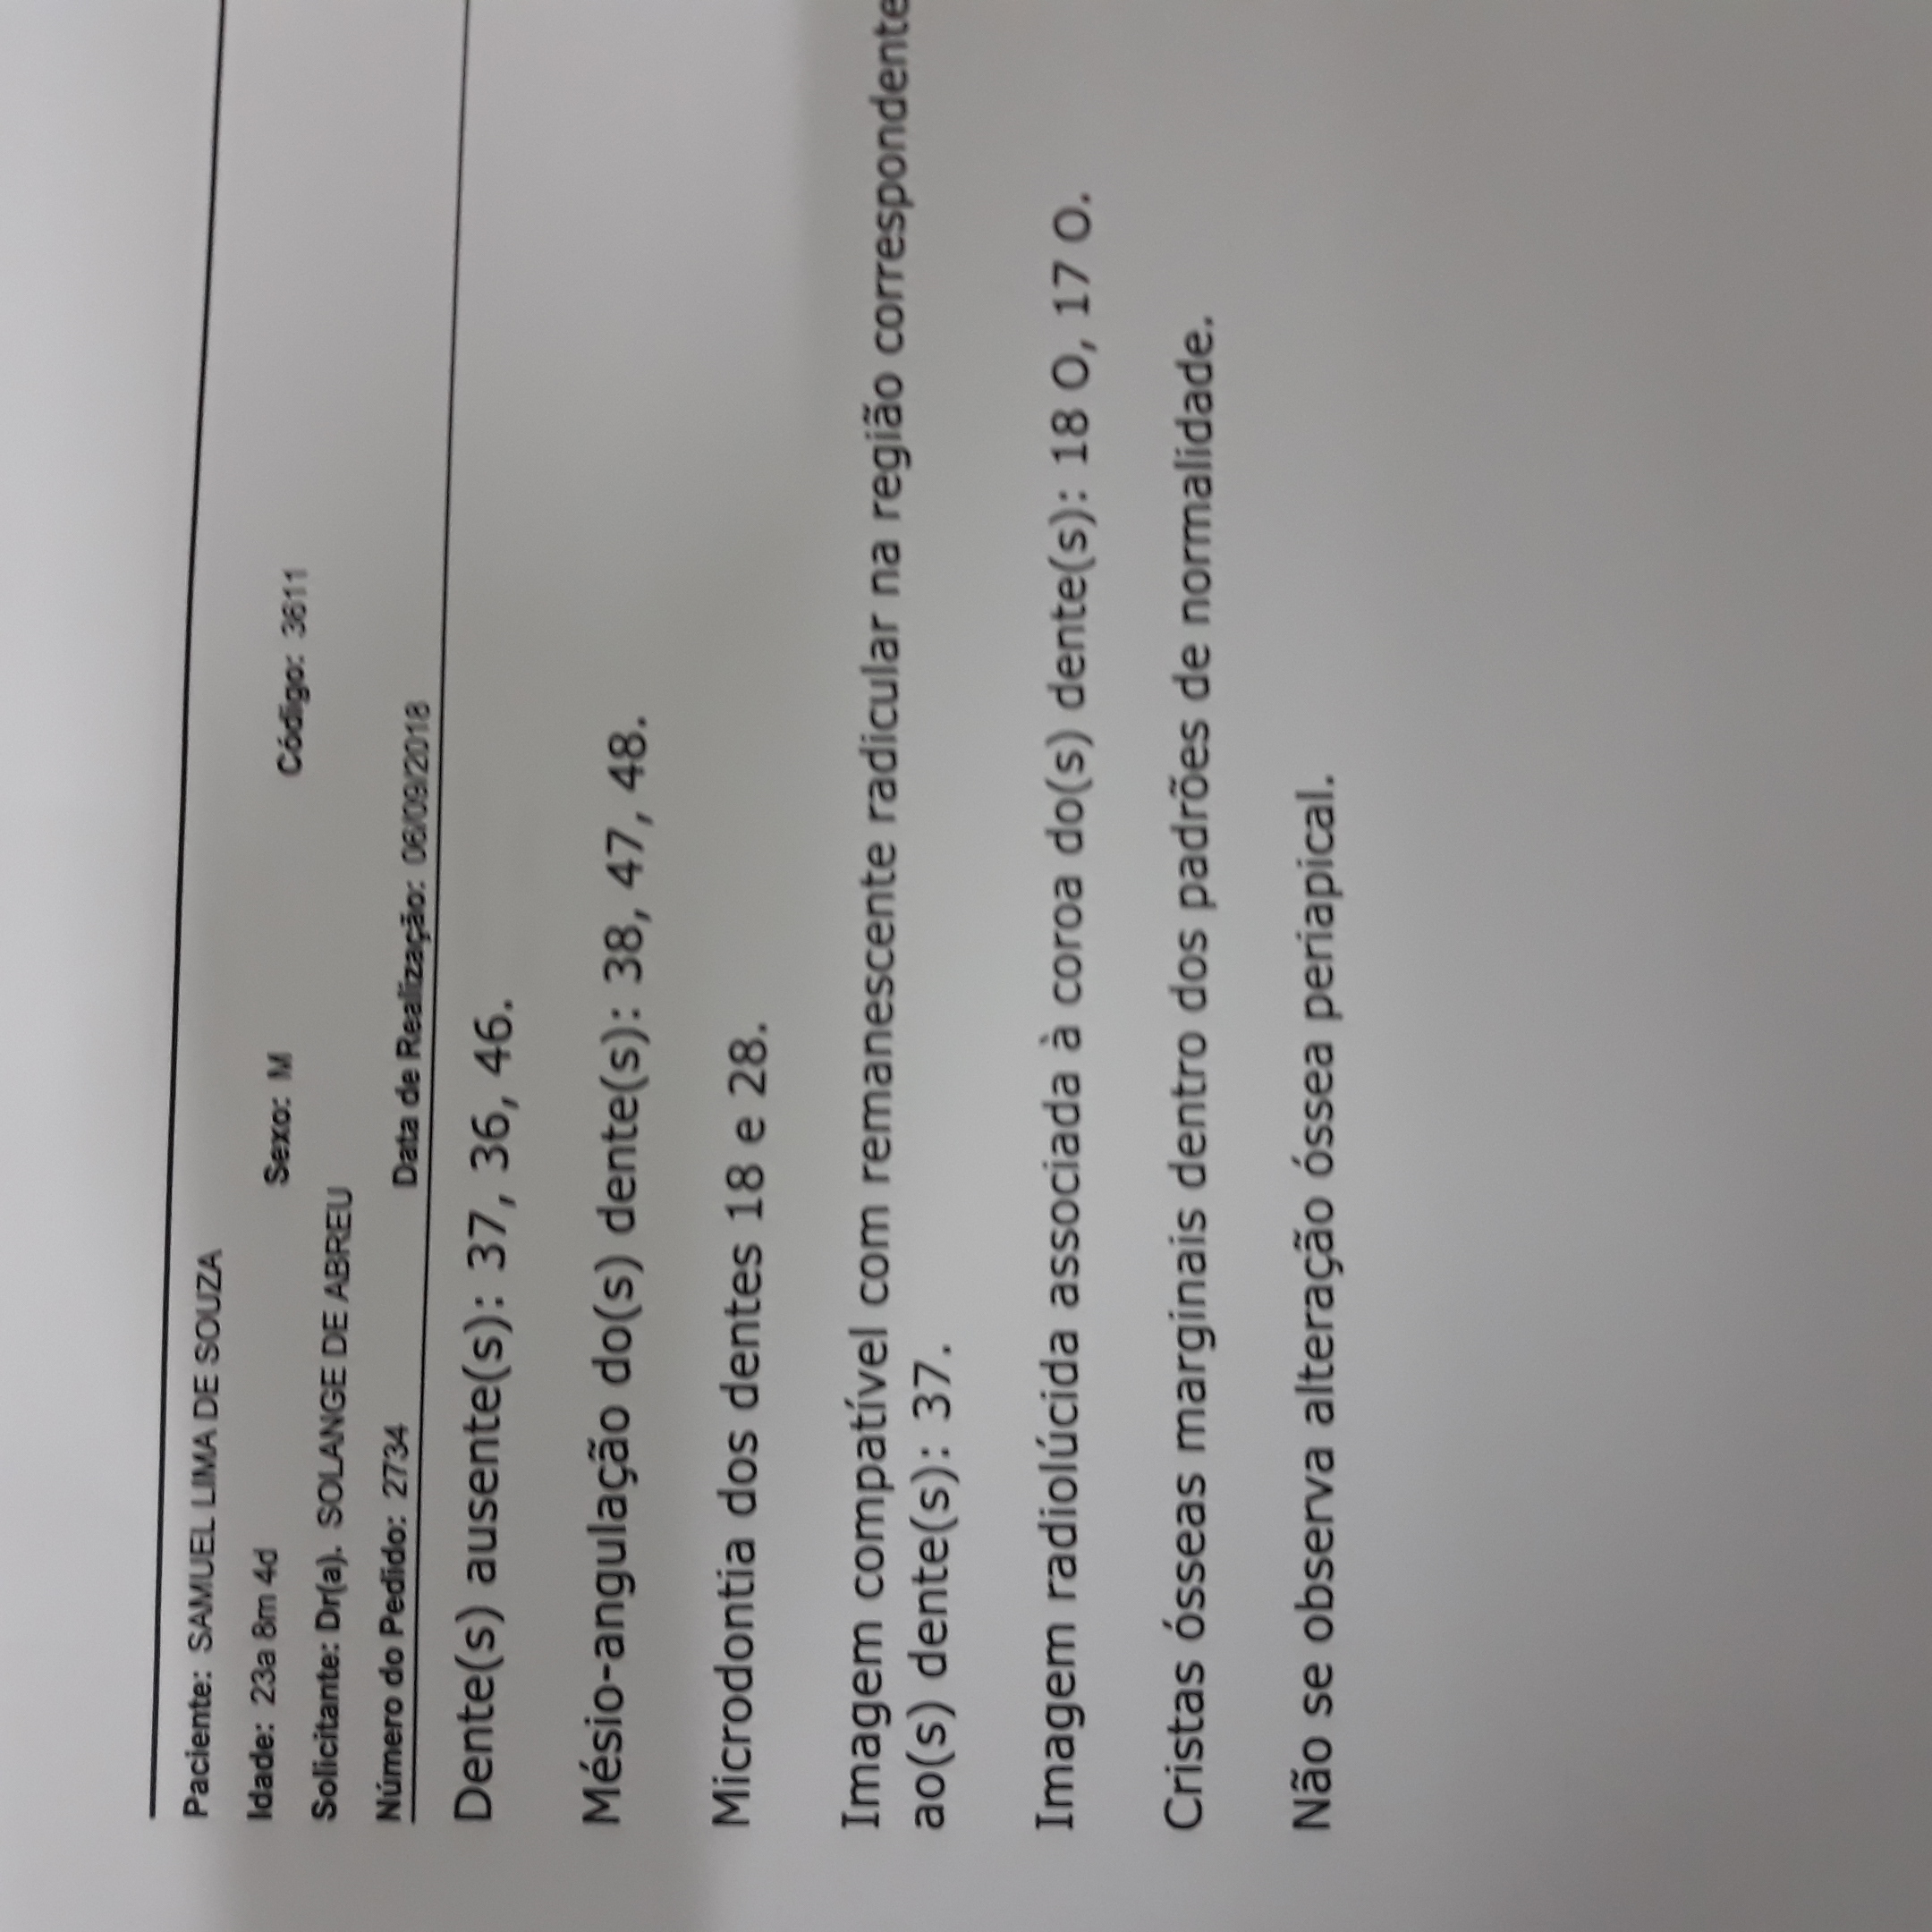 Paciente: SAMUEL LIMA DE SOUZA
Idade: 23a 8m 4d Sexo: M Código: 3611
Solicitante: Dr(a). SOLANGE DE ABREU
Número do Pedido: 2734 Data de Realização: 06/09/2018
Dente(s) ausente(s): 37, 36, 46.
Mésio-angulação do(s) dente(s): 38, 47, 48.
Microdontia dos dentes 18 e 28.
Imagem compatível com remanescente radicular na região correspondente
ao(s) dente(s): 37.
Imagem radiolúcida associada à coroa do(s) dente(s): 18 O, 17 O.
Cristas ósseas marginais dentro dos padrões de normalidade.
Não se observa alteração óssea periapical.